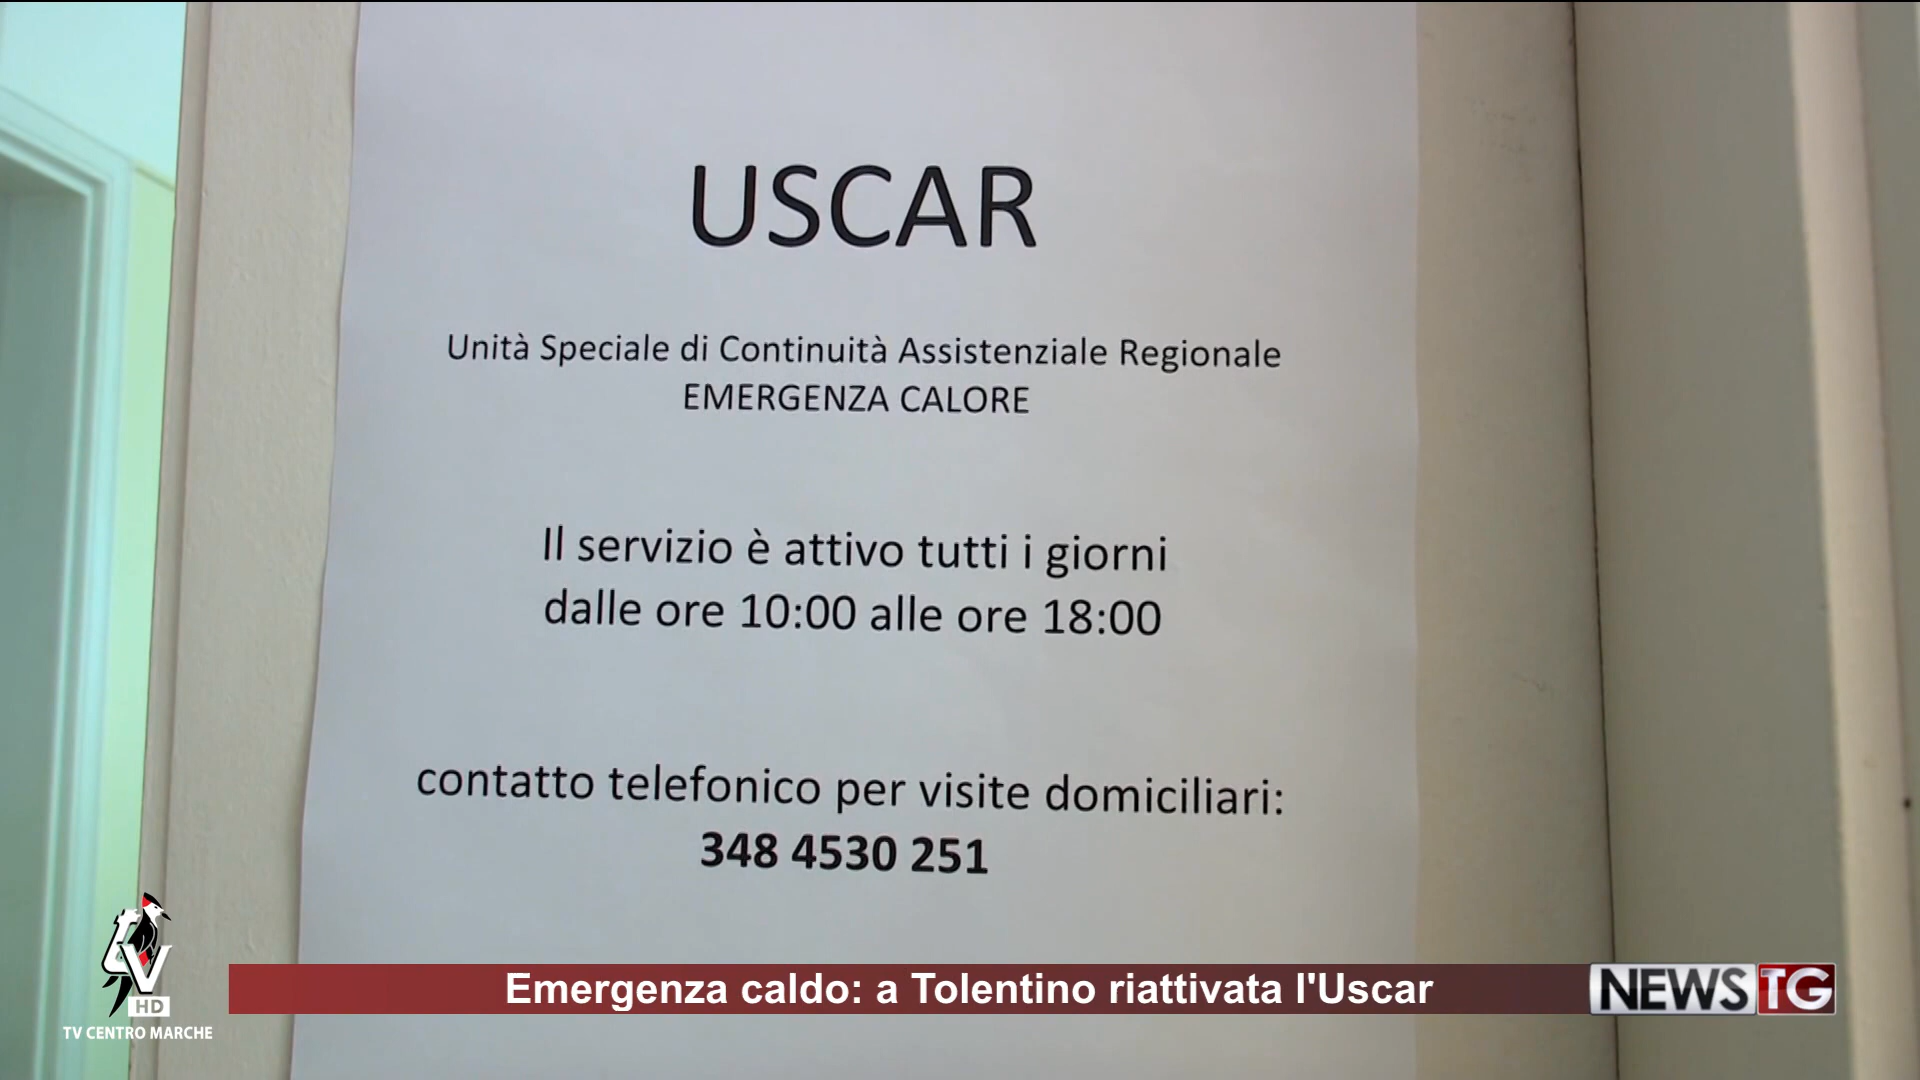 USCAR
Unità Speciale di Continuità Assistenziale Regionale
EMERGENZA CALORE
Il servizio è attivo tutti i giorni
dalle ore 10:00 alle ore 18:00
contatto telefonico per visite domiciliari:
348 4530 251
Emergenza caldo: a Tolentino riattivata l'Uscar
NEWS TG
TV
HD
TV CENTRO MARCHE